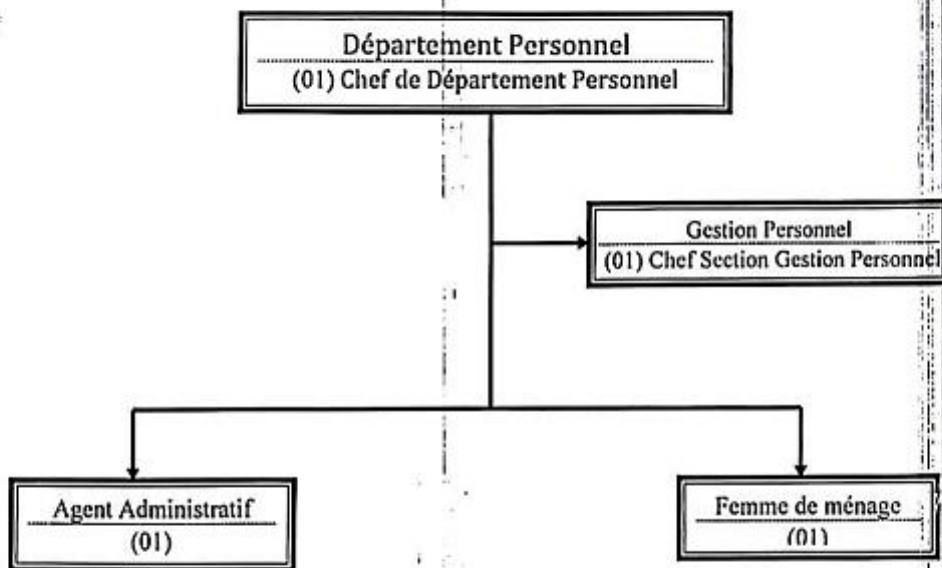 Département Personnel
(01) Chef de Département Personnel
Gestion Personnel
(01) Chef Section Gestion Personnel
Agent Administratif
(01)
Femme de ménage
(01)